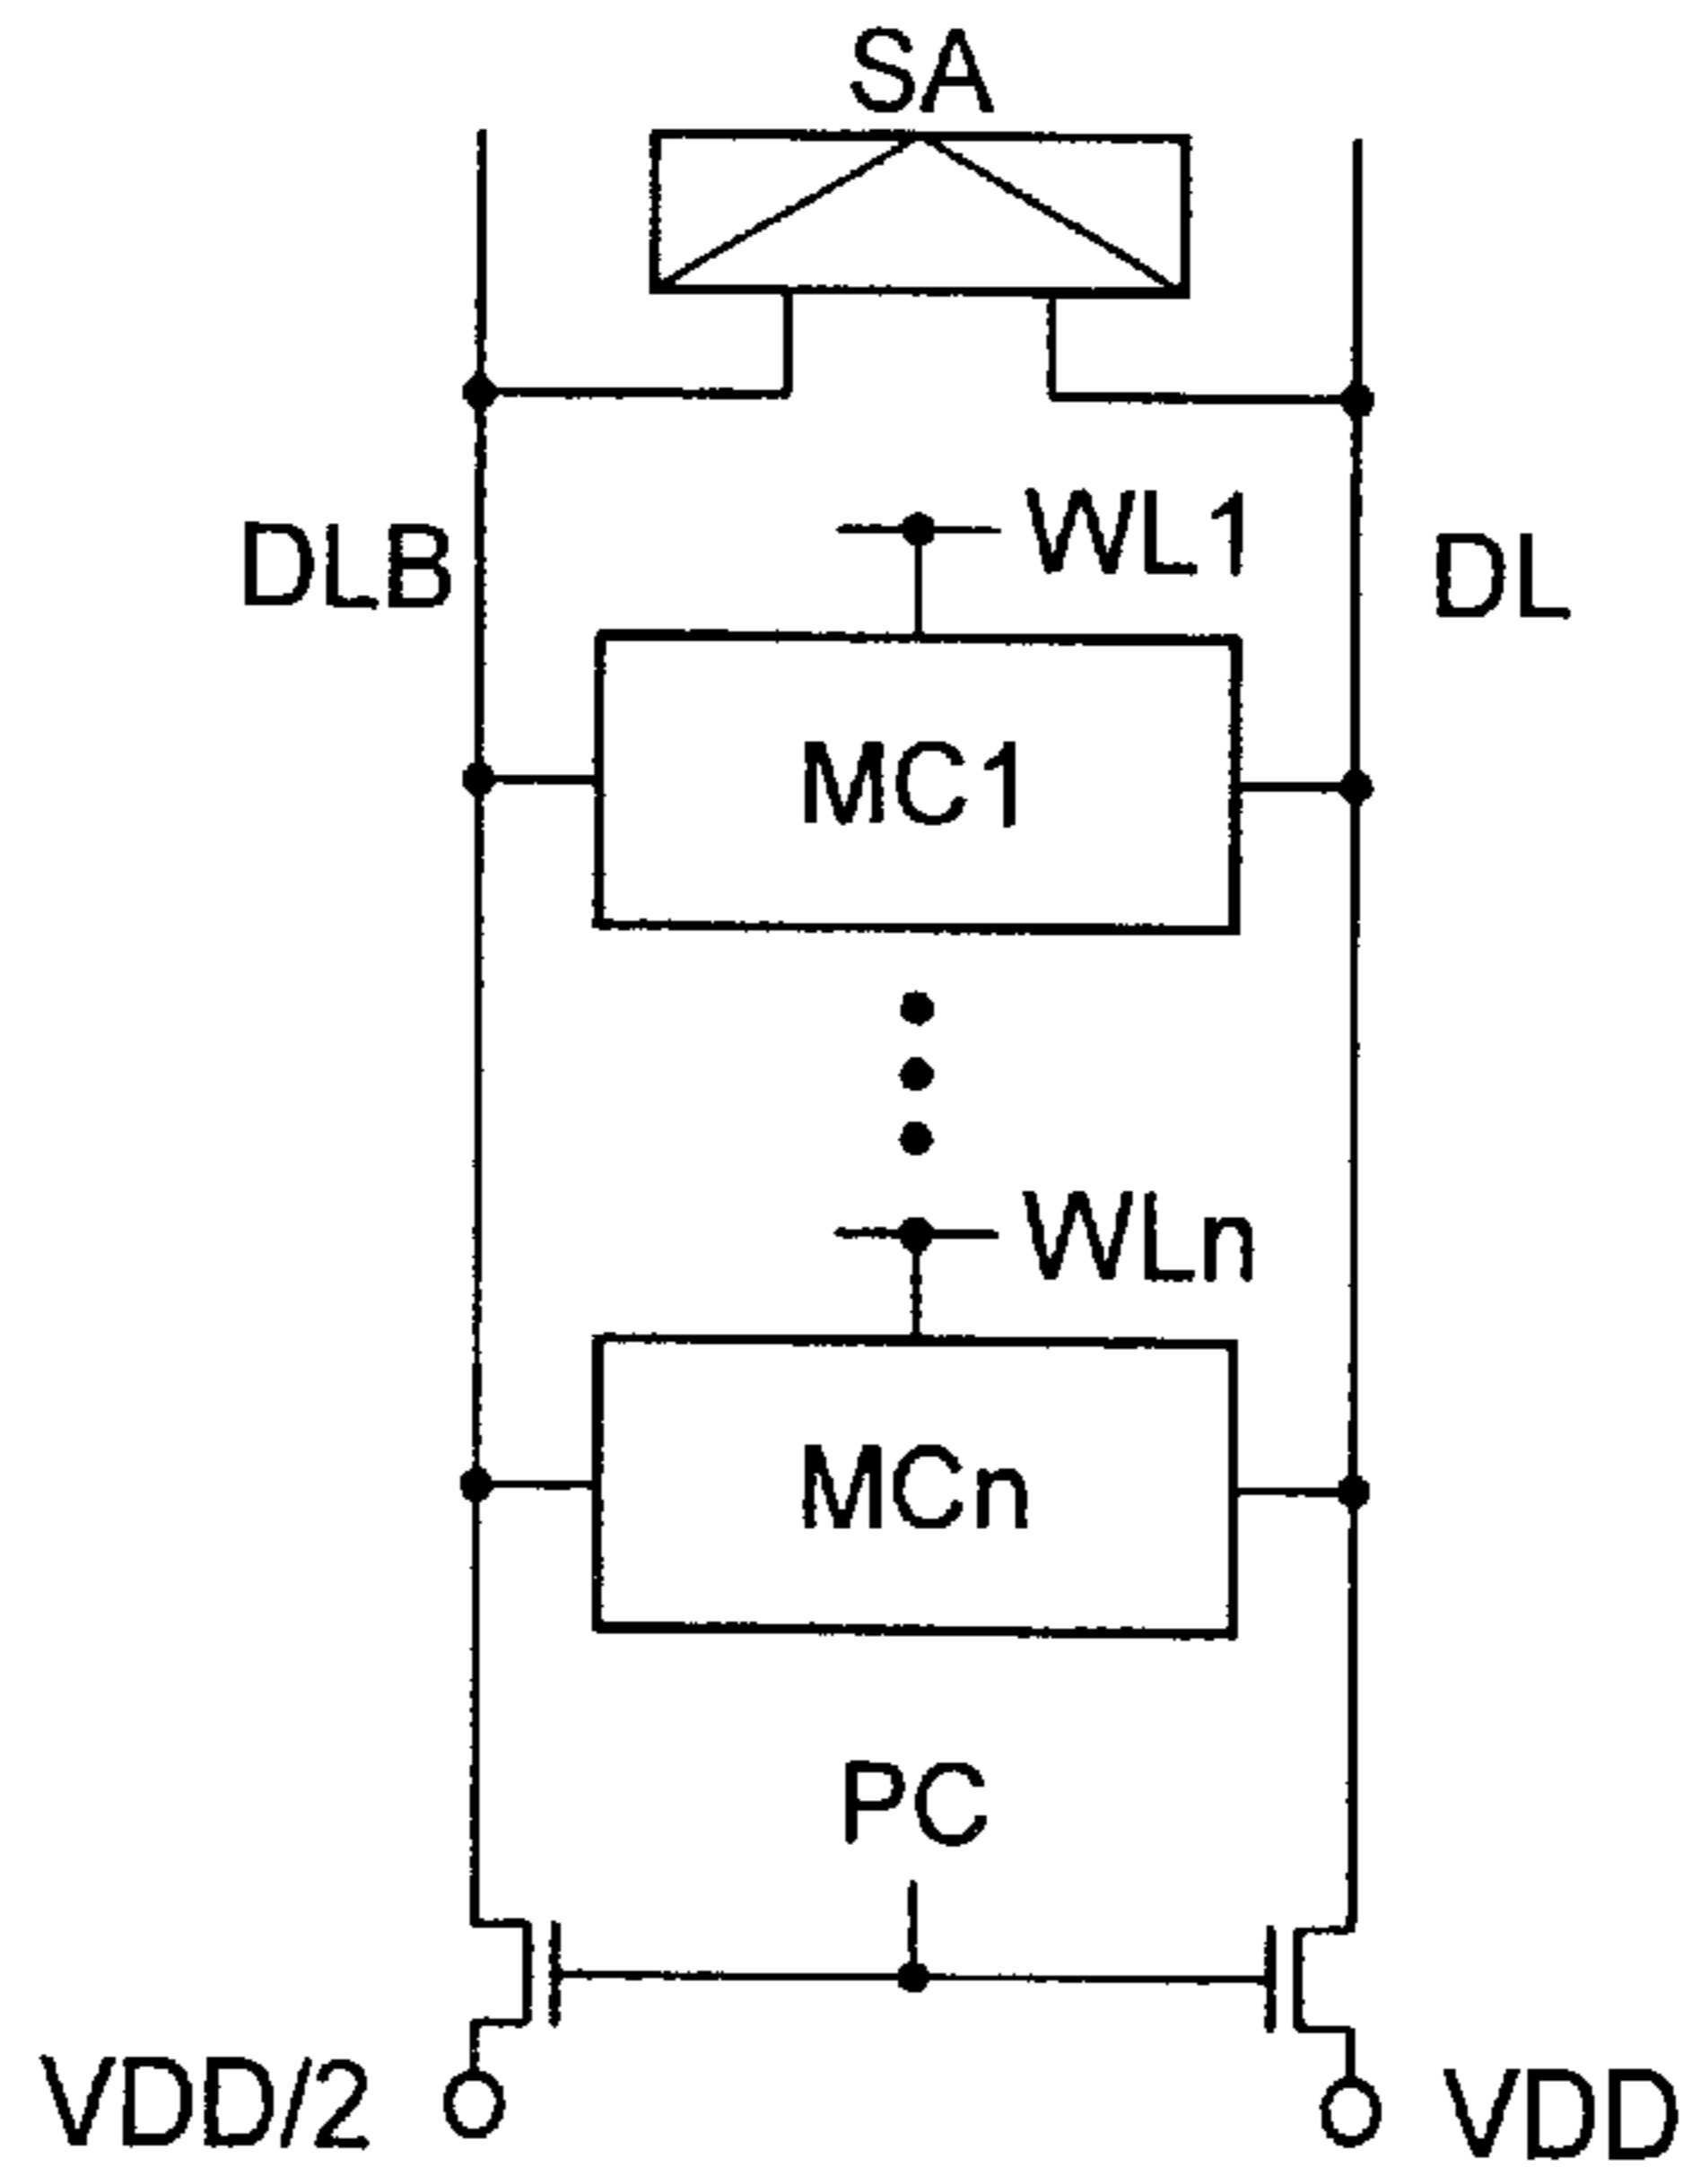 SA
WL1
DLB
DL
MC1
WLn
MCn
PC
VDD/2
VDD